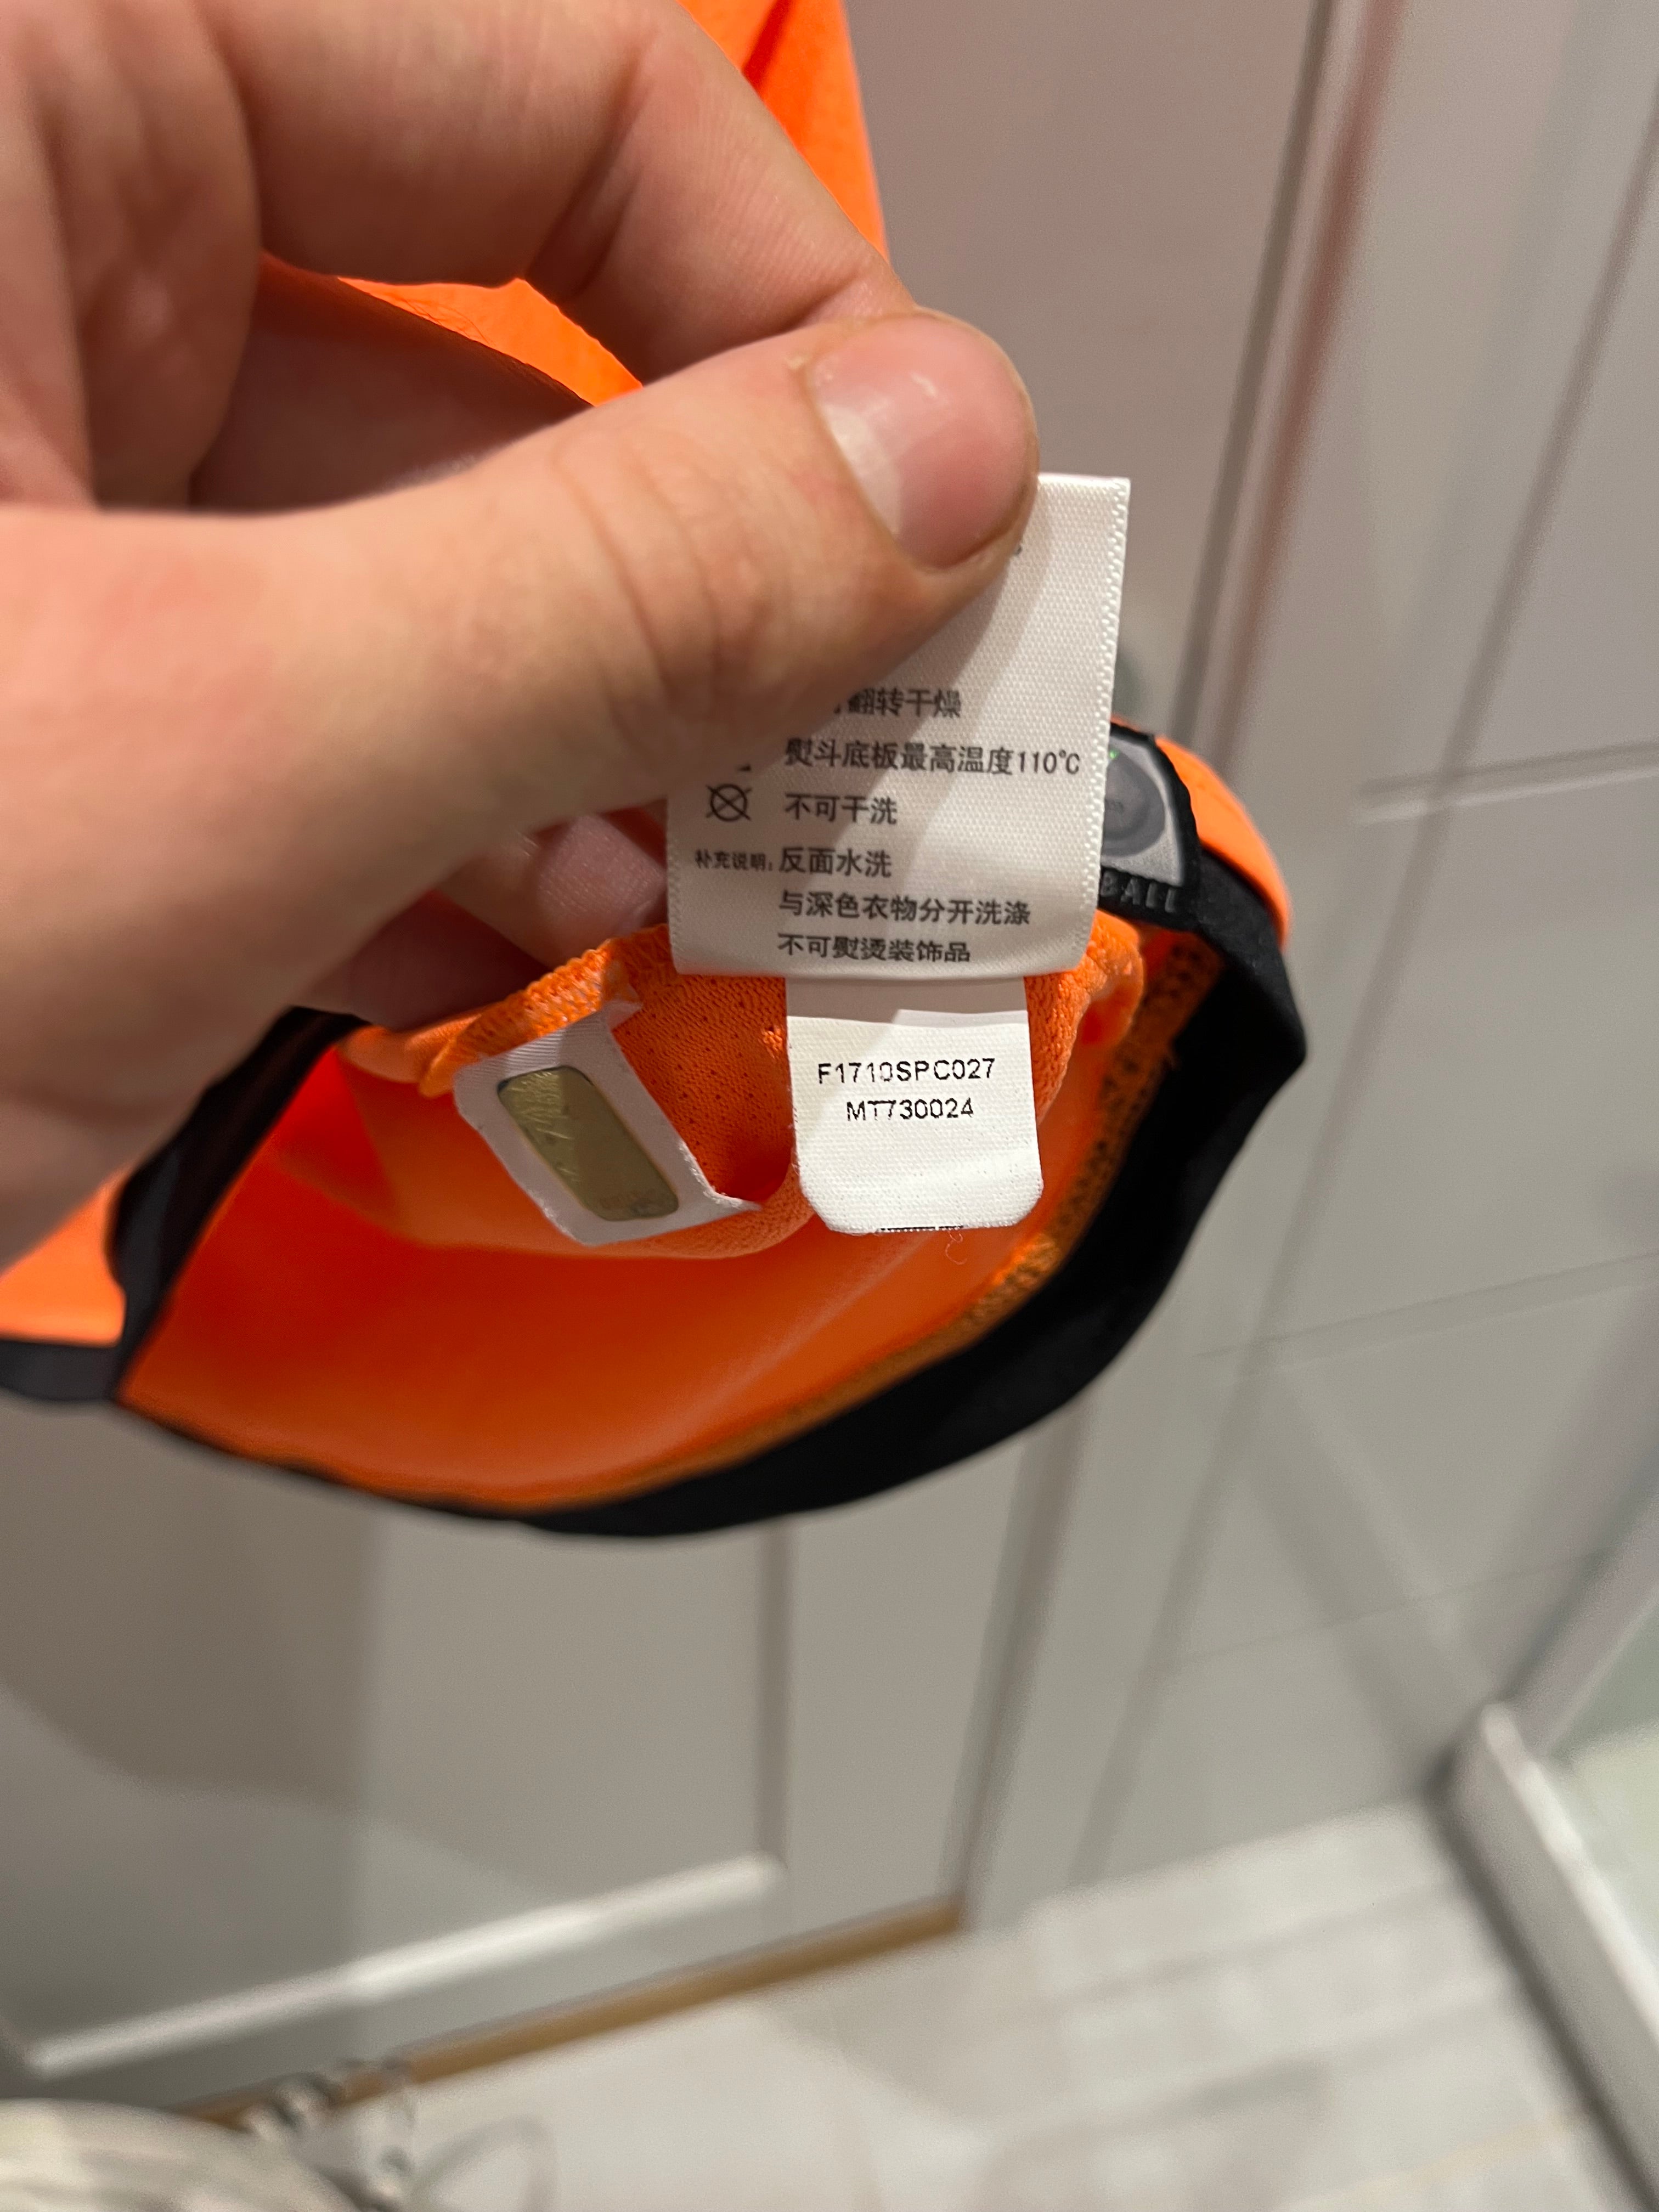 翻转干燥
熨斗底板最高温度110℃
不可干洗
补充说明: 反面水洗
与深色衣物分开洗涤
不可熨烫装饰品
BALL
F1710SPC027
MT730024